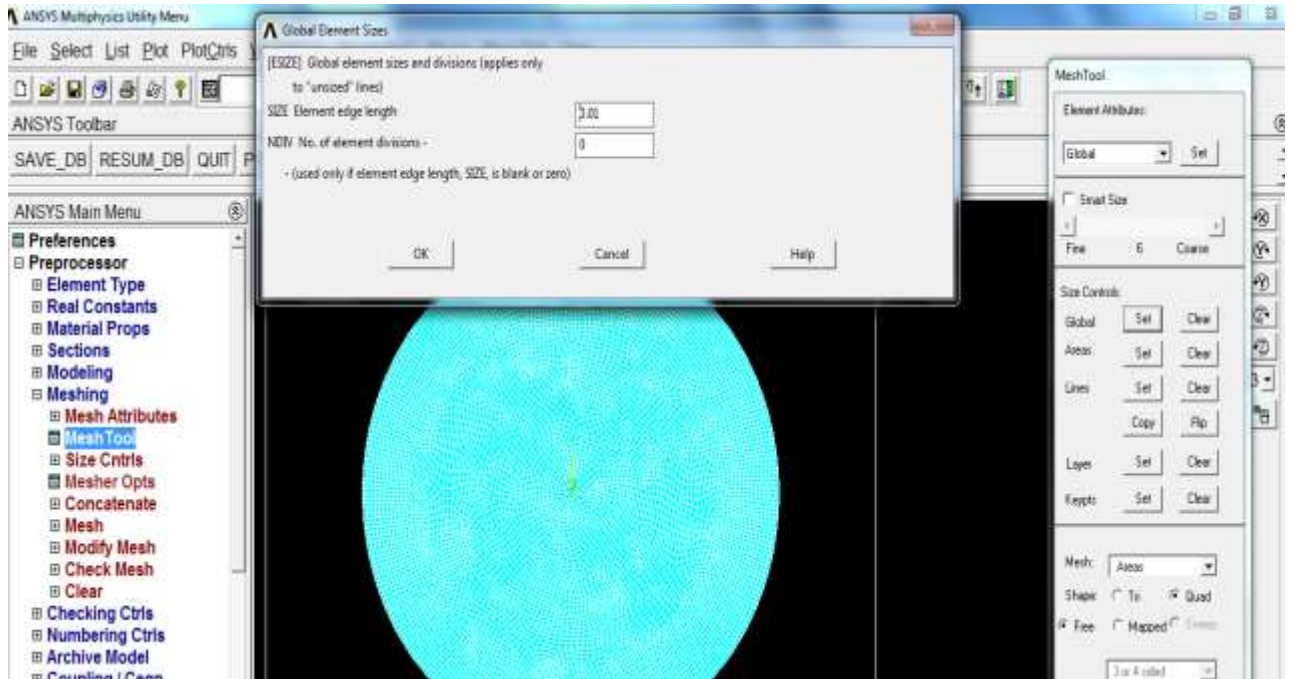 ANSYS Multiphysics Utility Menu
File Select List Plot PlotCtrls
ANSYS Toolbar
SAVE_DB RESUM_DB QUIT
ANSYS Main Menu
Preferences
Preprocessor
Element Type
Real Constants
Material Props
Sections
Modeling
Meshing
Mesh Attributes
MeshTool
Size Cntrls
Mesher Opts
Concatenate
Mesh
Modify Mesh
Check Mesh
Clear
Checking Ctrls
Numbering Ctrls
Archive Model
Coupling / Ceqn
Global Element Sizes
[ESIZE] Global element sizes and divisions (applies only
to "unsized" lines)
SIZE Element edge length
NDIV No. of element divisions - 0
- (used only if element edge length, SIZE, is blank or zero)
OK Cancel Help
MeshTool
Element Attributes:
Global Set
Smart Size
Fine 6 Coarse
Size Controls:
Global Set Clear
Areas Set Clear
Lines Set Clear
Copy Flip
Layer Set Clear
Keypts Set Clear
Mesh: Areas
Shape: Tri Quad
Free Mapped
3 or 4 sided